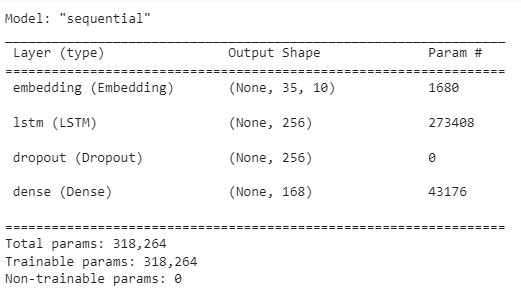 Model: "sequential"
_________________________________________________________________
Layer (type)                Output Shape              Param #
=================================================================
embedding (Embedding)       (None, 35, 10)            1680
lstm (LSTM)                 (None, 256)               273408
dropout (Dropout)           (None, 256)               0
dense (Dense)               (None, 168)               43176
=================================================================
Total params: 318,264
Trainable params: 318,264
Non-trainable params: 0